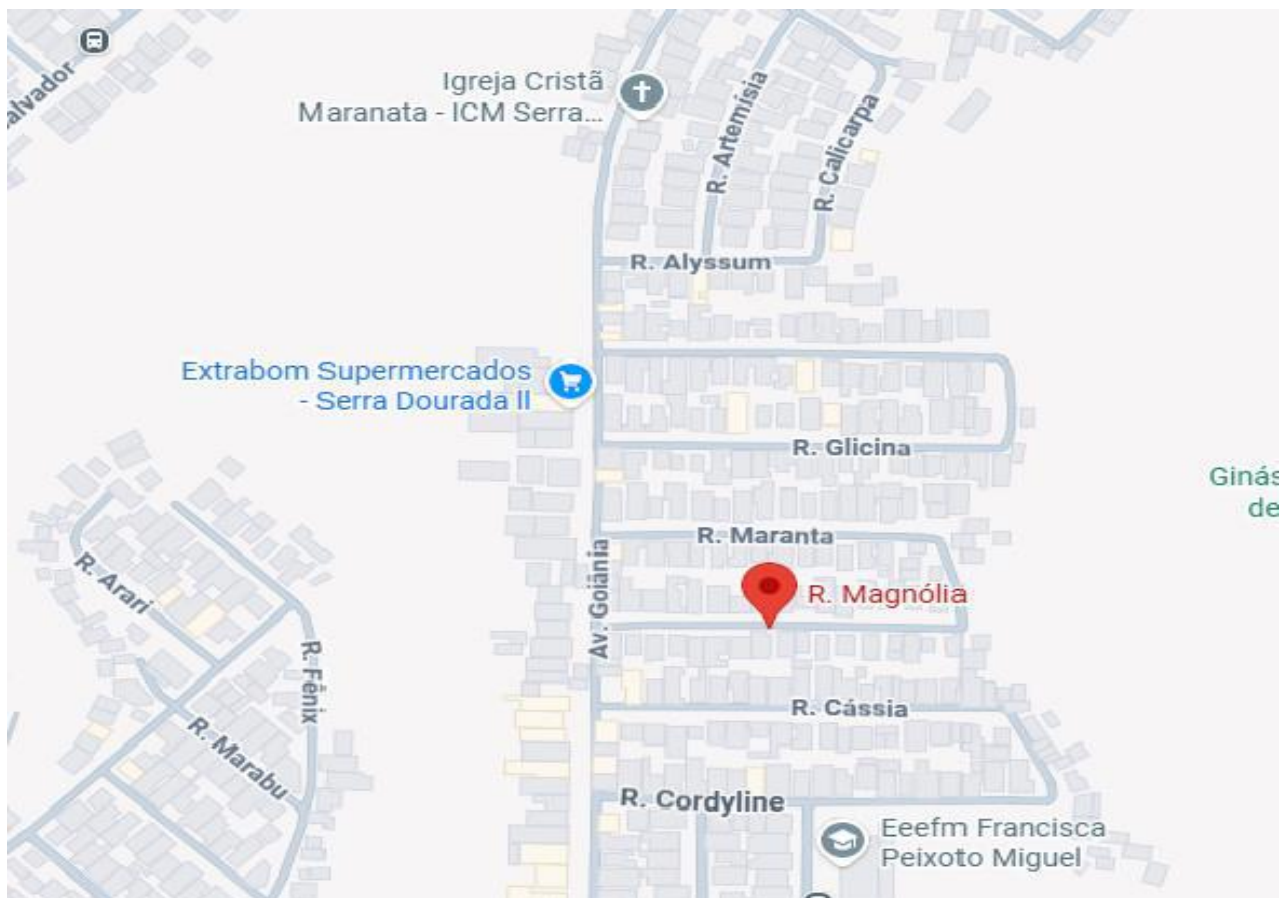 alvador
Igreja Cristã
Maranata - ICM Serra...
R. Artemísia
R. Calicarpa
R. Alyssum
Extrabom Supermercados
- Serra Dourada ll
R. Glicina
Ginás
de
R. Maranta
Av. Goiânia
R. Magnólia
R. Arari
R. Fênix
R. Marabu
R. Cássia
R. Cordyline
Eeefm Francisca
Peixoto Miguel